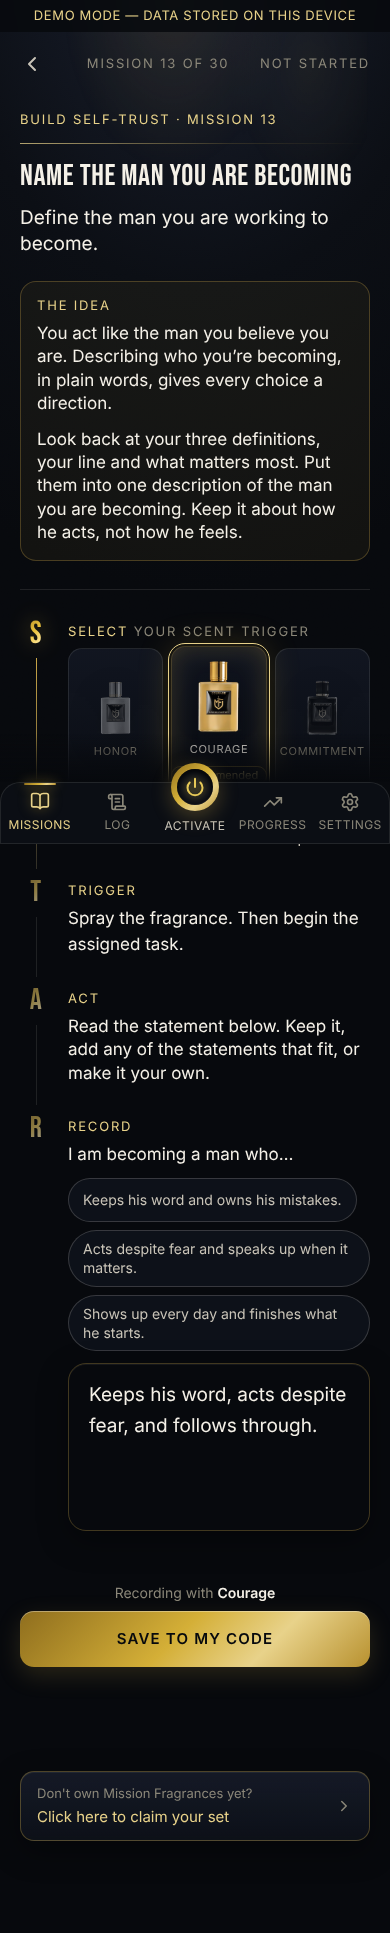 DEMO MODE — DATA STORED ON THIS DEVICE
MISSION 13 OF 30 NOT STARTED
BUILD SELF-TRUST · MISSION 13
NAME THE MAN YOU ARE BECOMING
Define the man you are working to
become.
THE IDEA
You act like the man you believe you
are. Describing who you’re becoming,
in plain words, gives every choice a
direction.
Look back at your three definitions,
your line and what matters most. Put
them into one description of the man
you are becoming. Keep it about how
he acts, not how he feels.
S
SELECT YOUR SCENT TRIGGER
HONOR
COURAGE
COMMITMENT
MISSIONS
LOG
ACTIVATE
PROGRESS
SETTINGS
T
TRIGGER
Spray the fragrance. Then begin the
assigned task.
A
ACT
Read the statement below. Keep it,
add any of the statements that fit, or
make it your own.
R
RECORD
I am becoming a man who...
Keeps his word and owns his mistakes.
Acts despite fear and speaks up when it
matters.
Shows up every day and finishes what
he starts.
Keeps his word, acts despite
fear, and follows through.
Recording with Courage
SAVE TO MY CODE
Don't own Mission Fragrances yet?
Click here to claim your set